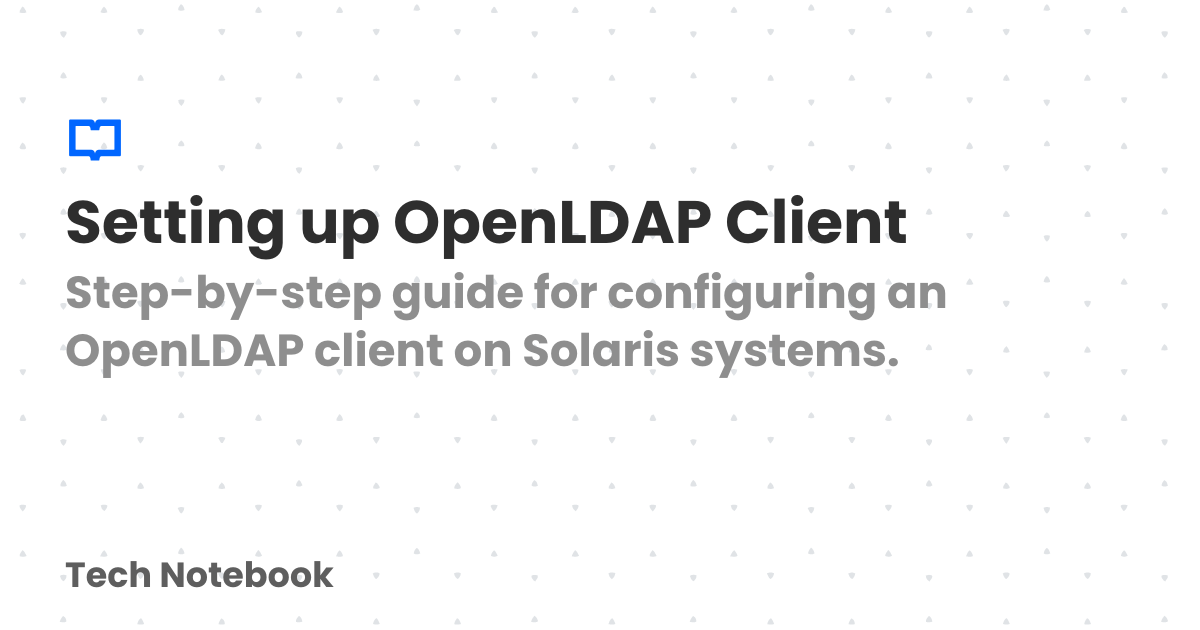 Setting up OpenLDAP Client
Step-by-step guide for configuring an
OpenLDAP client on Solaris systems.
Tech Notebook